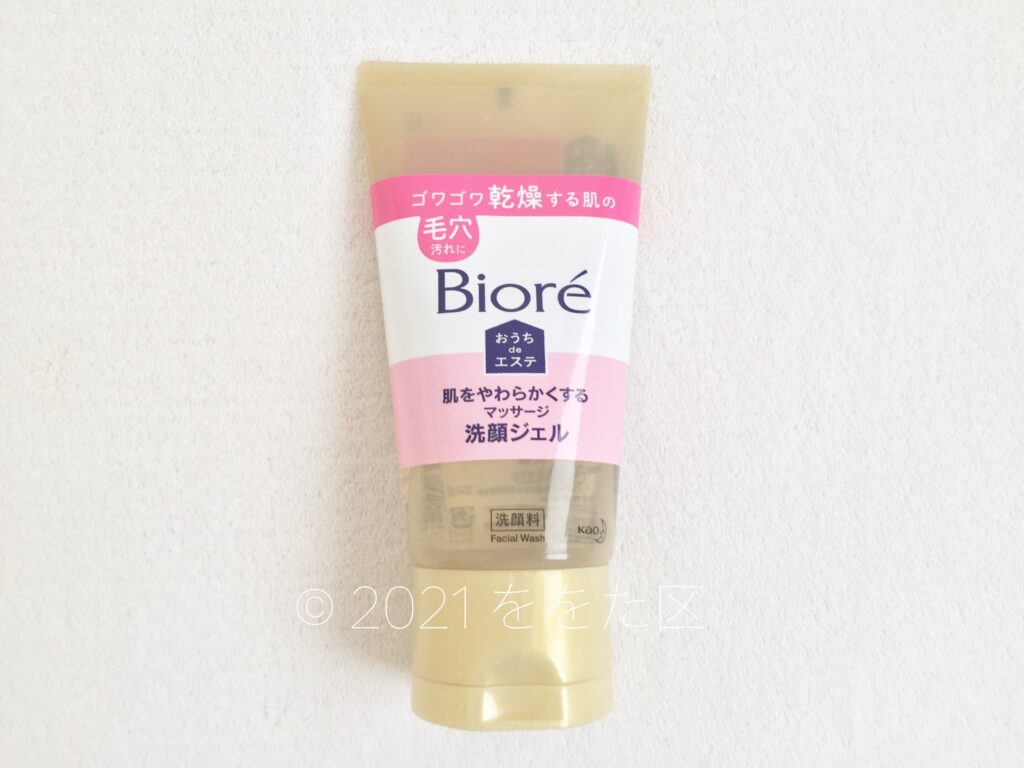 ゴワゴワ乾燥する肌の
毛穴
汚れに
Bioré
おうち
de
エステ
肌をやわらかくする
マッサージ
洗顔ジェル
洗顔料
Facial Wash
Kao
© 2021 ををた区